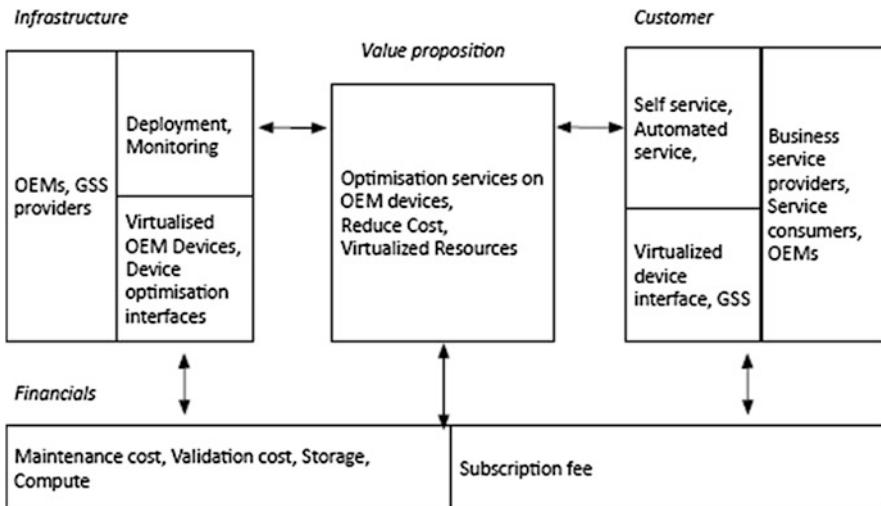 Infrastructure
Customer
Value proposition
OEMs, GSS
providers
Deployment,
Monitoring
Virtualised
OEM Devices,
Device
optimisation
interfaces
Optimisation services on
OEM devices,
Reduce Cost,
Virtualized Resources
Self service,
Automated
service,
Virtualized
device
interface, GSS
Business
service
providers,
Service
consumers,
OEMs
Financials
Maintenance cost, Validation cost, Storage,
Compute
Subscription fee